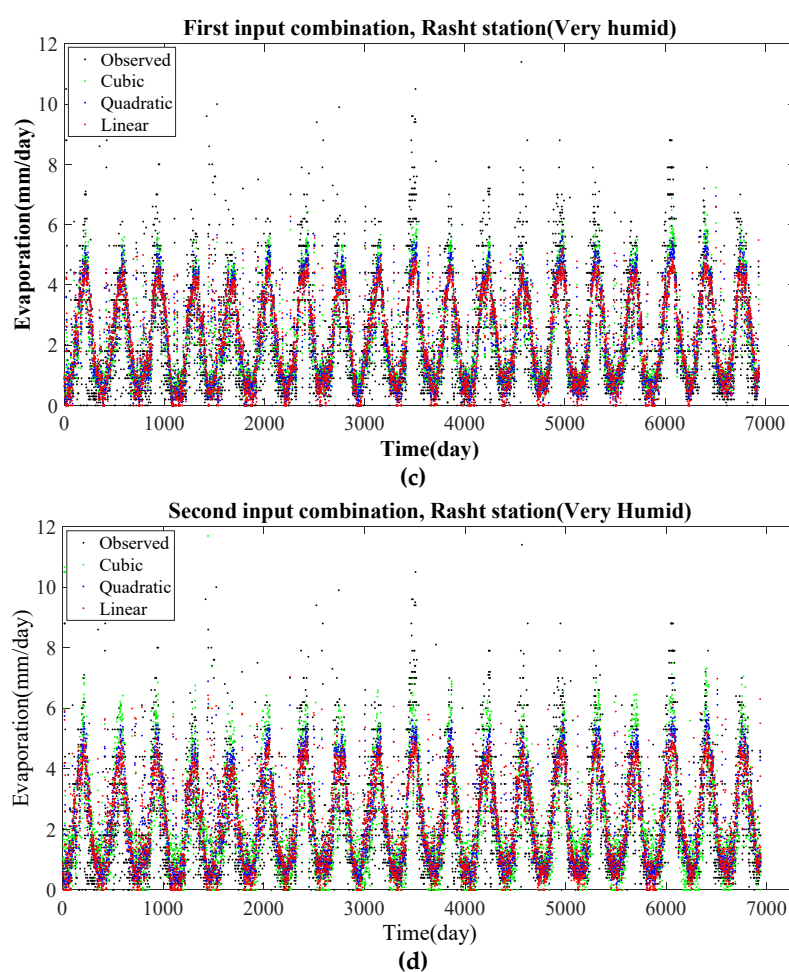 First input combination, Rasht station(Very humid)
12
10
8
6
4
2
0
Evaporation(mm/day)
Observed
Cubic
Quadratic
Linear
0 1000 2000 3000 4000 5000 6000 7000
Time(day)
(c)
Second input combination, Rasht station(Very Humid)
12
10
8
6
4
2
0
Evaporation(mm/day)
Observed
Cubic
Quadratic
Linear
0 1000 2000 3000 4000 5000 6000 7000
Time(day)
(d)